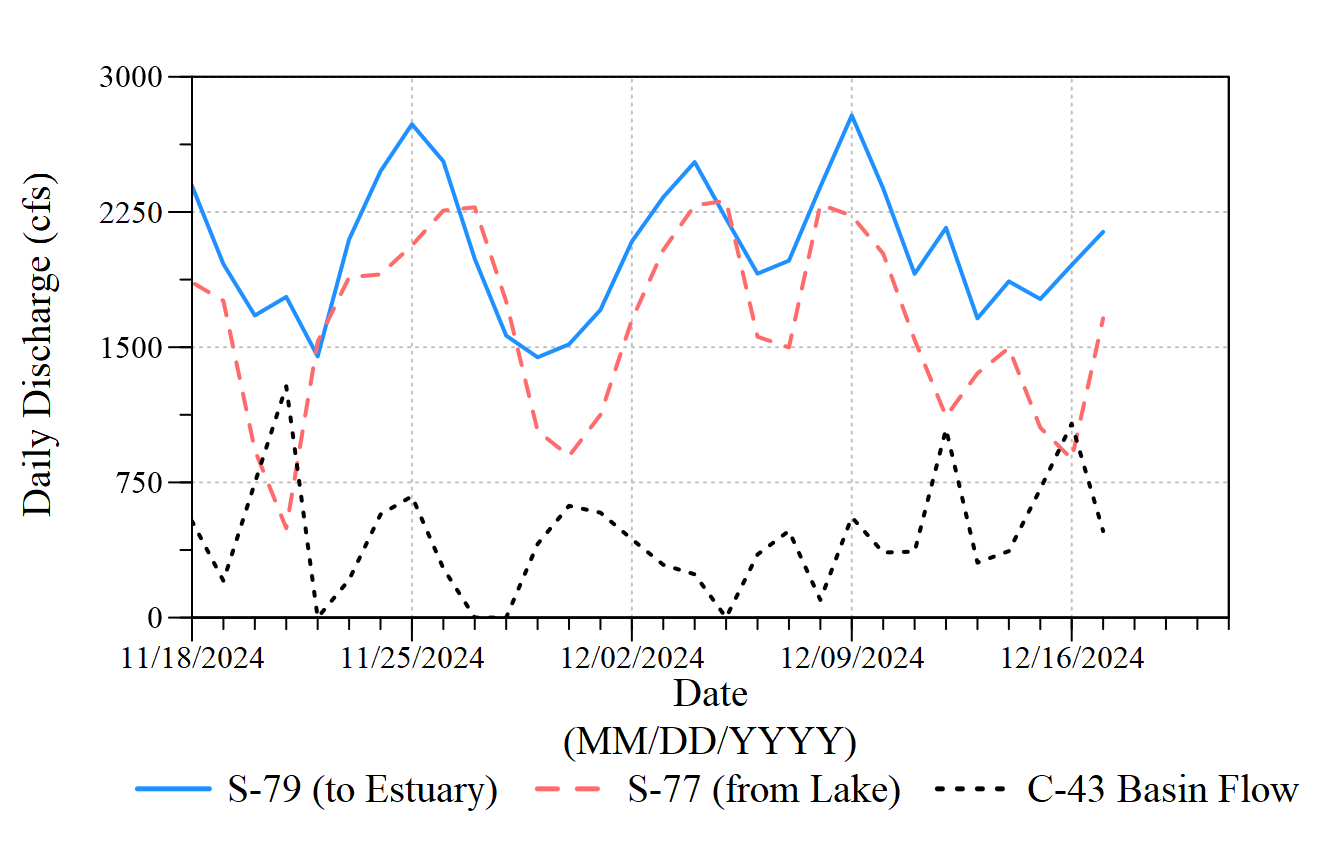 3000
2250
1500
750
0
Daily Discharge (cfs)
11/18/2024 11/25/2024 12/02/2024 12/09/2024 12/16/2024
Date
(MM/DD/YYYY)
S-79 (to Estuary) S-77 (from Lake) C-43 Basin Flow